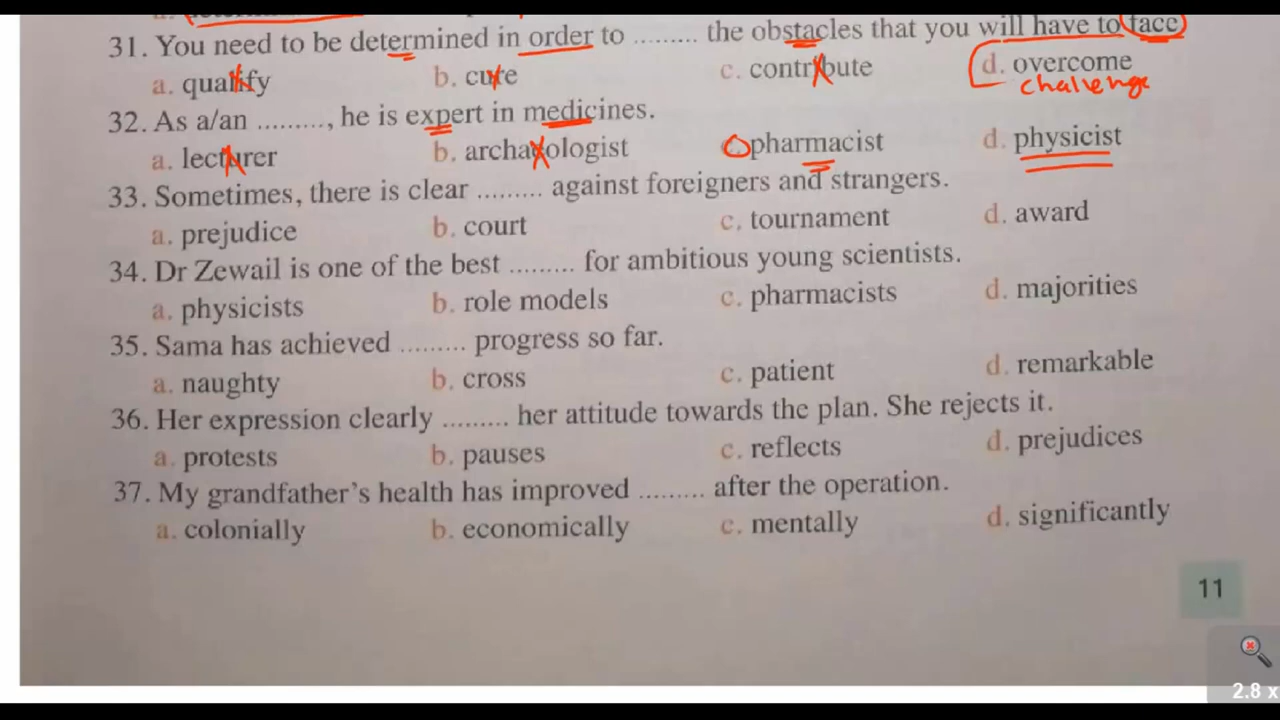 31. You need to be determined in order to ......... the obstacles that you will have to face
a. qualify b. cure c. contribute d. overcome
challenge
32. As a/an ........., he is expert in medicines.
a. lecturer b. archaeologist c. pharmacist d. physicist
33. Sometimes, there is clear ......... against foreigners and strangers.
a. prejudice b. court c. tournament d. award
34. Dr Zewail is one of the best ......... for ambitious young scientists.
a. physicists b. role models c. pharmacists d. majorities
35. Sama has achieved ......... progress so far.
a. naughty b. cross c. patient d. remarkable
36. Her expression clearly ......... her attitude towards the plan. She rejects it.
a. protests b. pauses c. reflects d. prejudices
37. My grandfather's health has improved ......... after the operation.
a. colonially b. economically c. mentally d. significantly
11
2.8 x